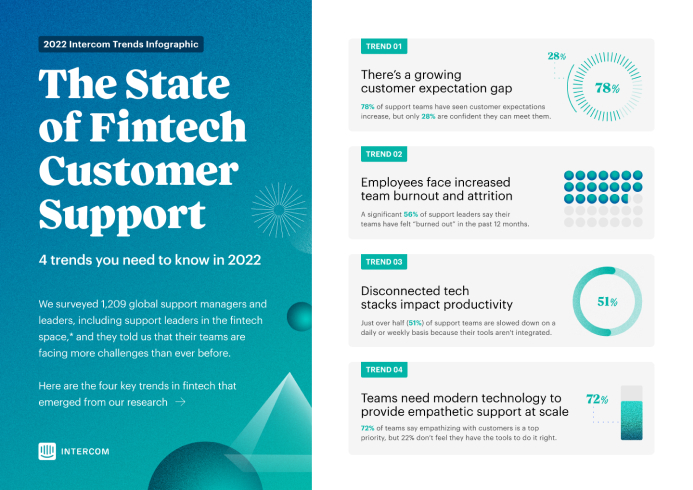 2022 Intercom Trends Infographic
The State
of Fintech
Customer
Support
4 trends you need to know in 2022
We surveyed 1,209 global support managers and
leaders, including support leaders in the fintech
space,* and they told us that their teams are
facing more challenges than ever before.
Here are the four key trends in fintech that
emerged from our research →
INTERCOM
TREND 01
There’s a growing
customer expectation gap
78% of support teams have seen customer expectations
increase, but only 28% are confident they can meet them.
28%
78%
TREND 02
Employees face increased
team burnout and attrition
A significant 56% of support leaders say their
teams have felt “burned out” in the past 12 months.
TREND 03
Disconnected tech
stacks impact productivity
Just over half (51%) of support teams are slowed down on a
daily or weekly basis because their tools aren’t integrated.
51%
TREND 04
Teams need modern technology to
provide empathetic support at scale
72% of teams say empathizing with customers is a top
priority, but 22% don’t feel they have the tools to do it right.
72%